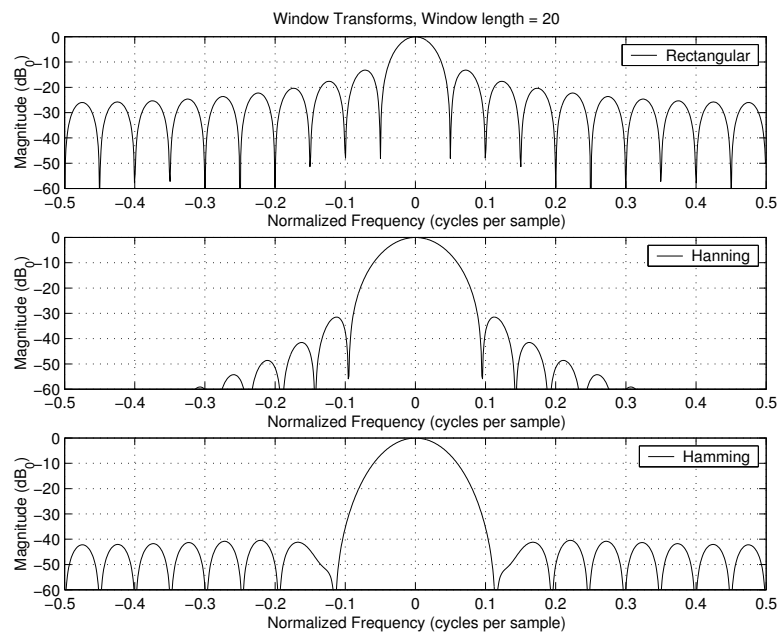 Window Transforms, Window length = 20
Magnitude (dB0)
0
−10
−20
−30
−40
−50
−60
Rectangular
−0.5 −0.4 −0.3 −0.2 −0.1 0 0.1 0.2 0.3 0.4 0.5
Normalized Frequency (cycles per sample)
Magnitude (dB0)
0
−10
−20
−30
−40
−50
−60
Hanning
−0.5 −0.4 −0.3 −0.2 −0.1 0 0.1 0.2 0.3 0.4 0.5
Normalized Frequency (cycles per sample)
Magnitude (dB0)
0
−10
−20
−30
−40
−50
−60
Hamming
−0.5 −0.4 −0.3 −0.2 −0.1 0 0.1 0.2 0.3 0.4 0.5
Normalized Frequency (cycles per sample)